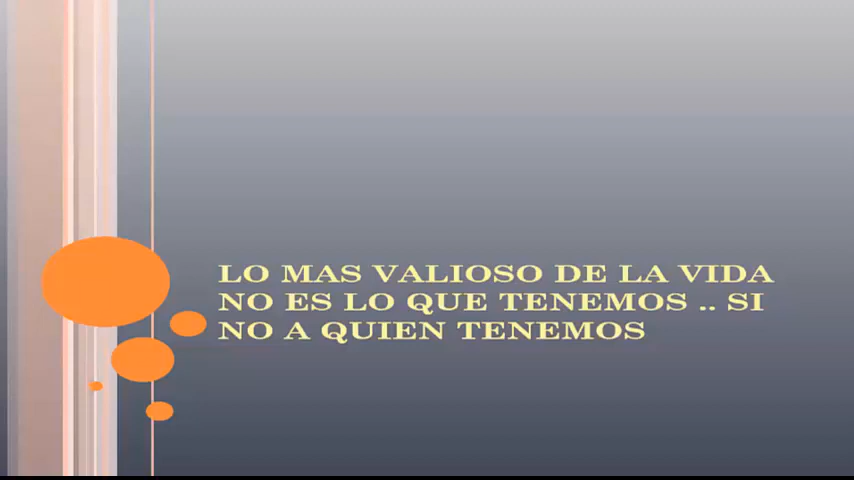 LO MAS VALIOSO DE LA VIDA
NO ES LO QUE TENEMOS .. SI
NO A QUIEN TENEMOS